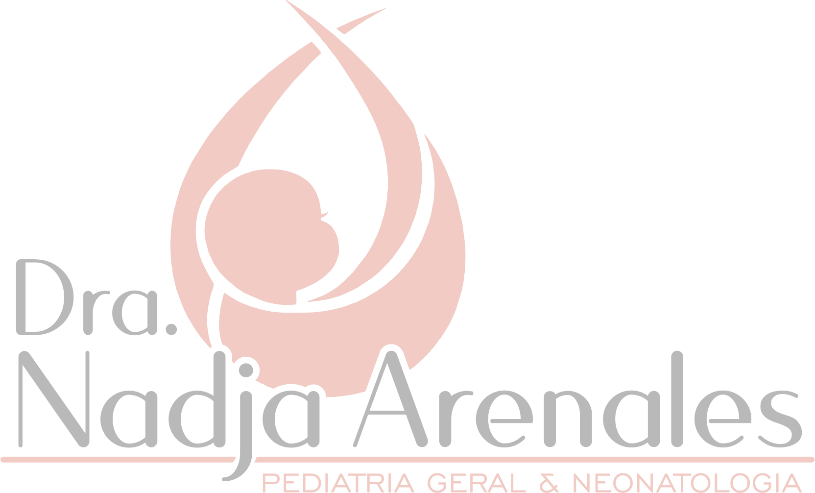 Dra.
Nadja Arenales
PEDIATRIA GERAL & NEONATOLOGIA